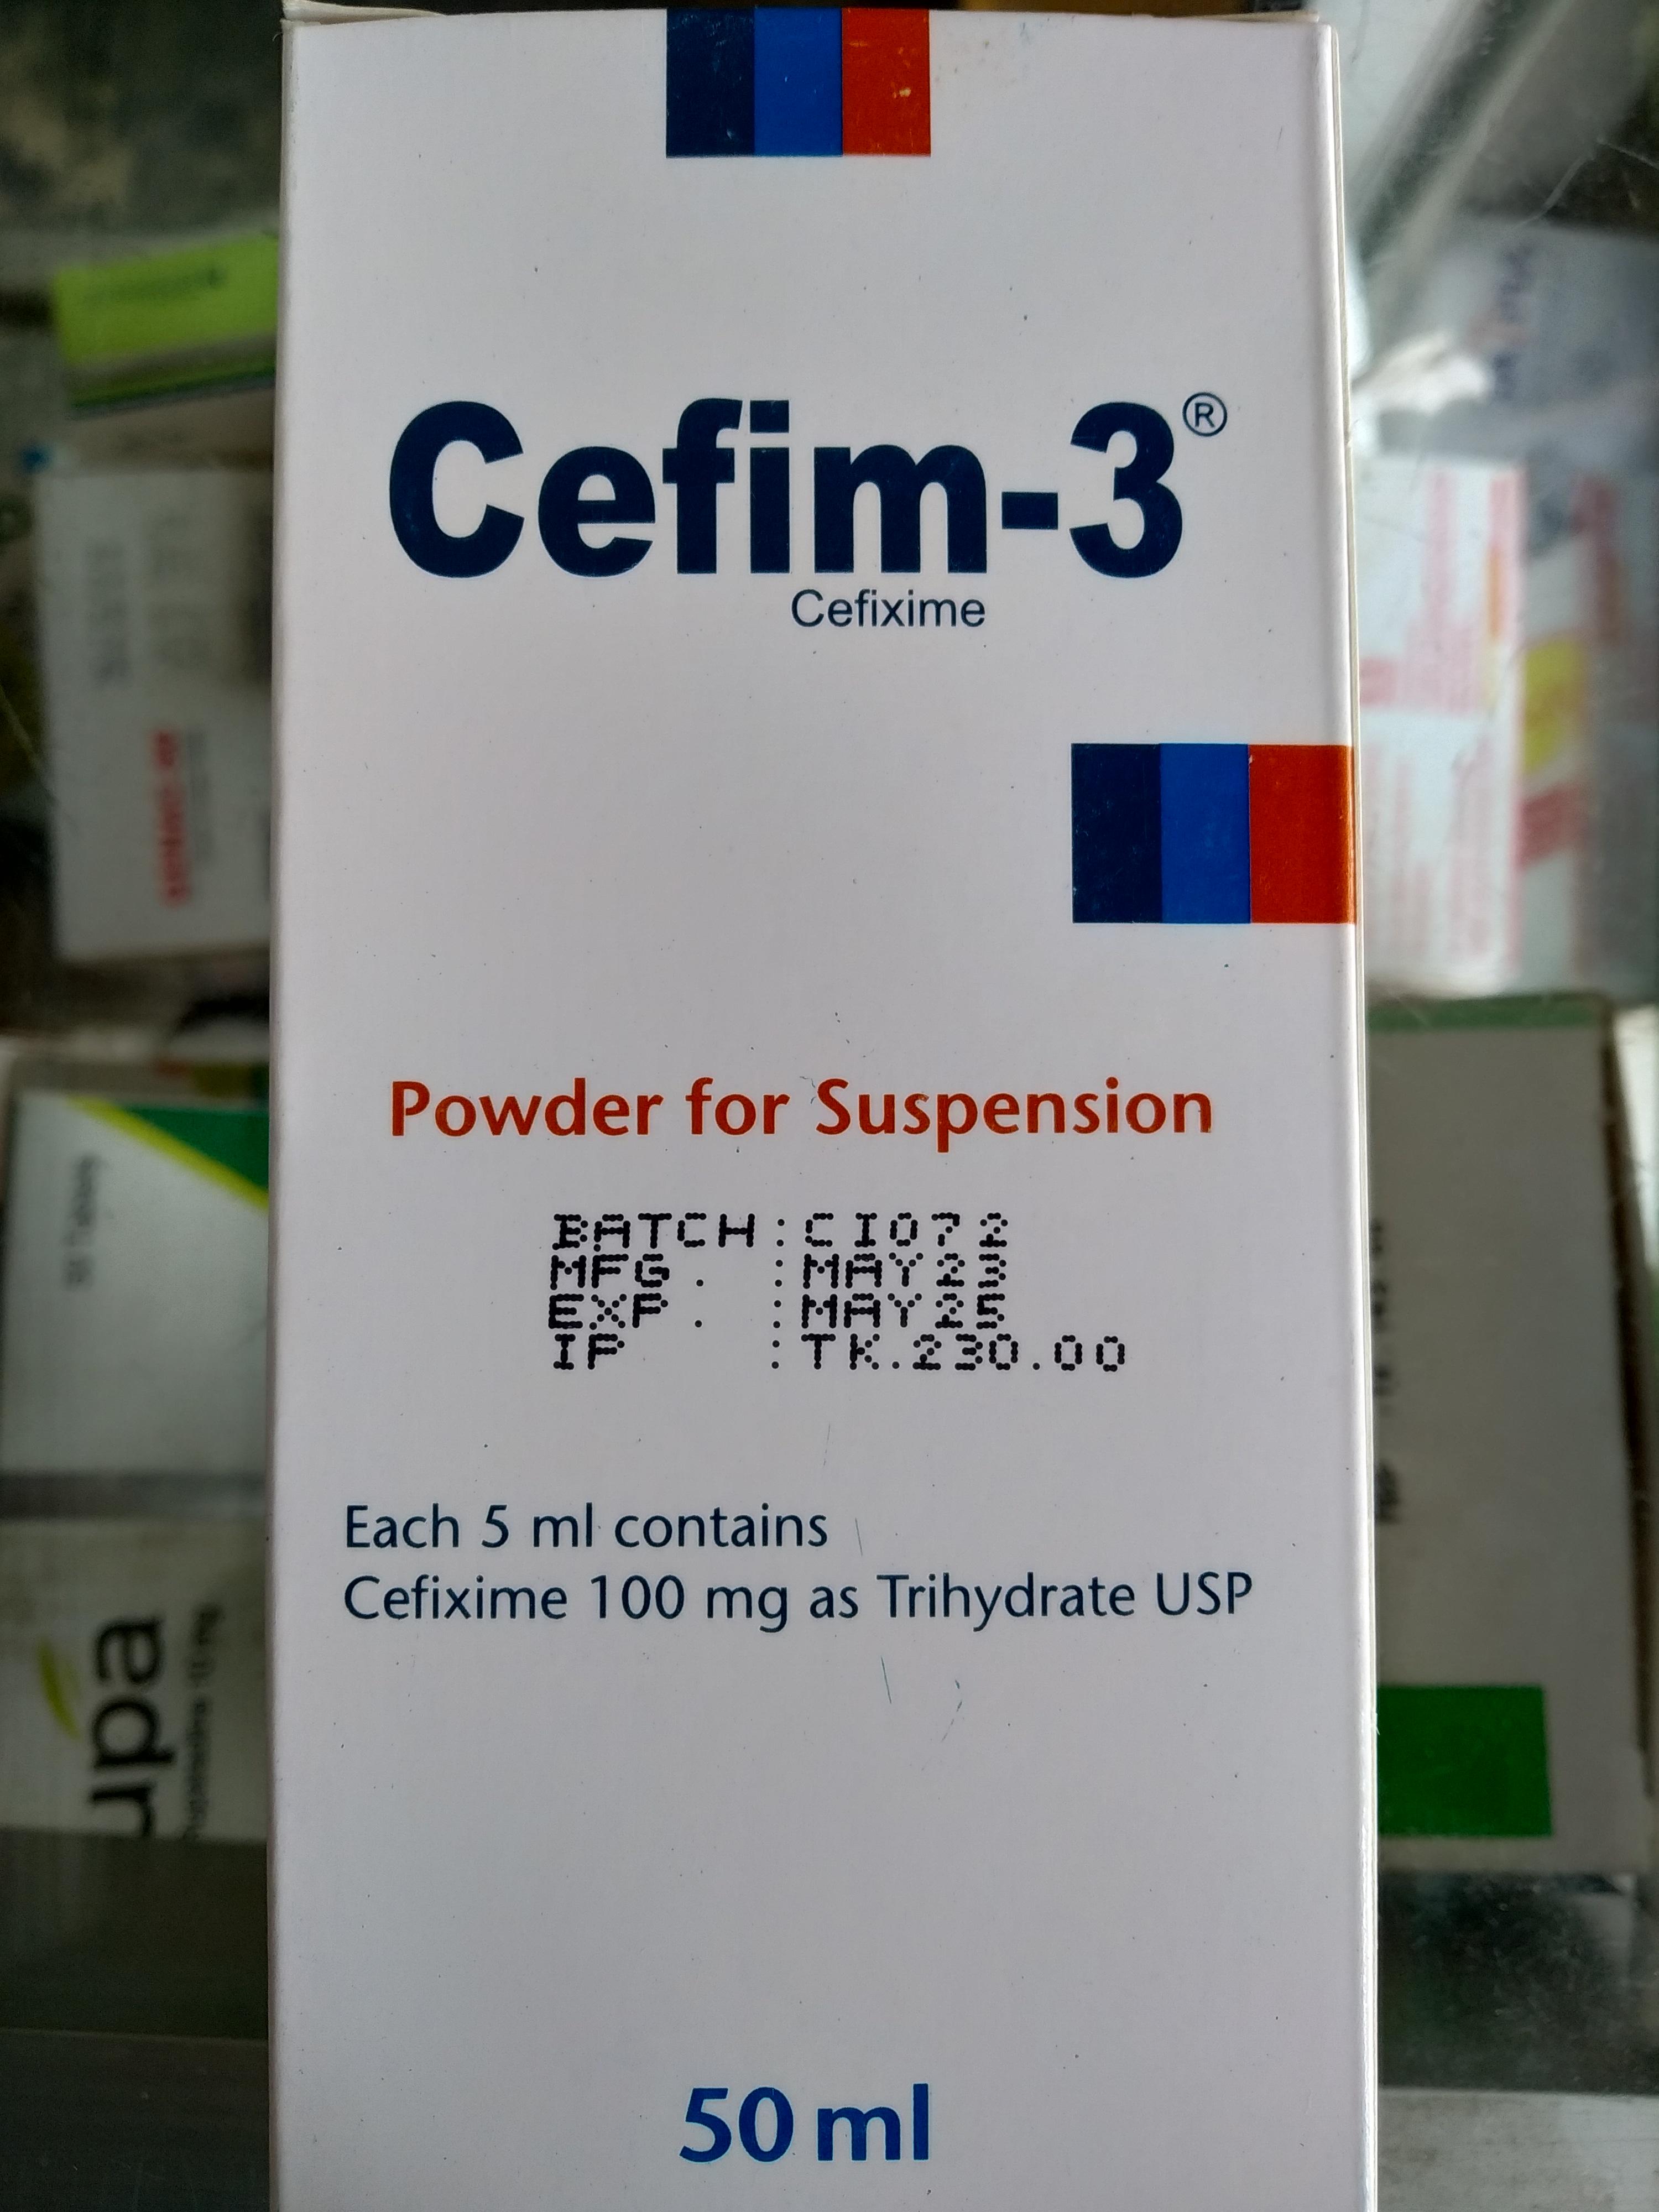 Cefim-3®
Cefixime
Powder for Suspension
BATCH:CI072
MFG. :MAY23
EXP. :MAY25
IP :TK.230.00
Each 5 ml contains
Cefixime 100 mg as Trihydrate USP
50 ml
upa